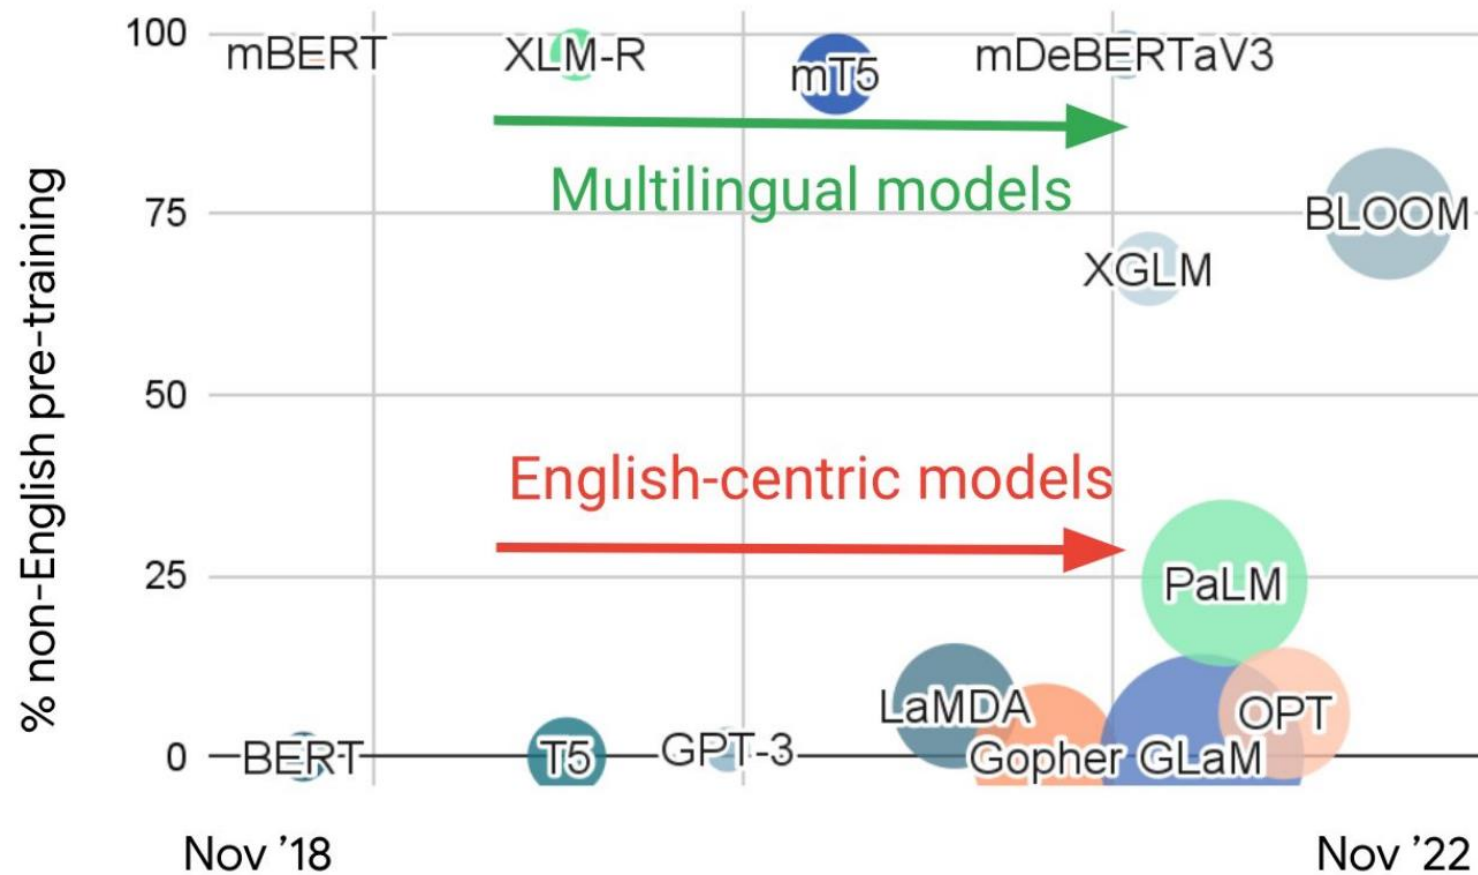 100
mBERT
XLM-R
mT5
mDeBERTaV3
Multilingual models
75
BLOOM
XGLM
% non-English pre-training
50
English-centric models
25
PaLM
LaMDA
OPT
0
BERT
T5
GPT-3
Gopher
GLaM
Nov ’18
Nov ’22